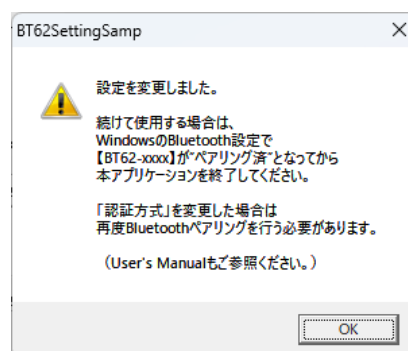 BT62SettingSamp
設定を変更しました。
続けて使用する場合は、
WindowsのBluetooth設定で
【BT62-xxxx】が"ペアリング済"となってから
本アプリケーションを終了してください。
「認証方式」を変更した場合は
再度Bluetoothペアリングを行う必要があります。
（User's Manualもご参照ください。）
OK